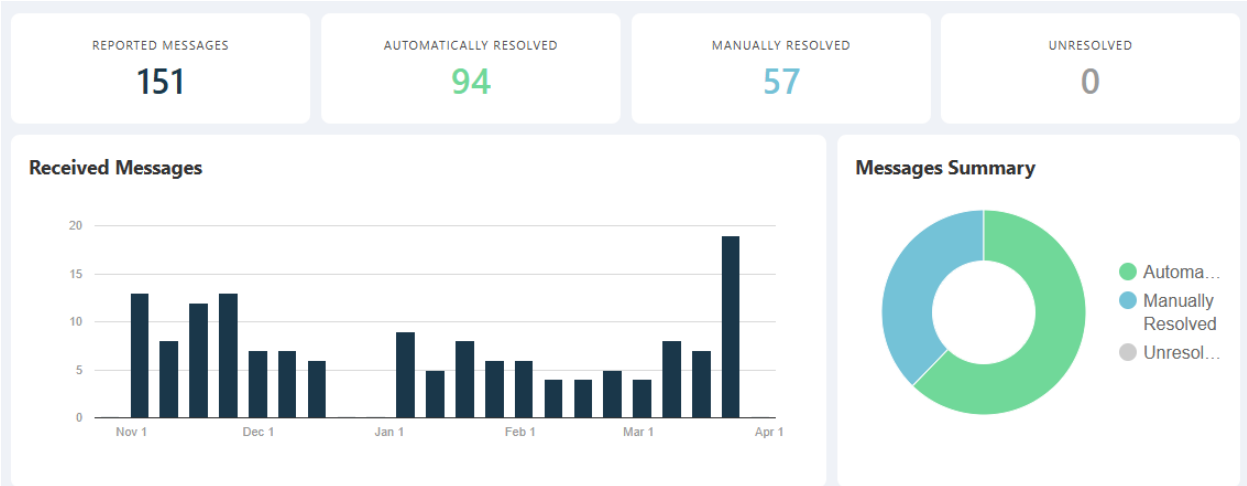 REPORTED MESSAGES
151
AUTOMATICALLY RESOLVED
94
MANUALLY RESOLVED
57
UNRESOLVED
0
Received Messages
20
15
10
5
0
Nov 1
Dec 1
Jan 1
Feb 1
Mar 1
Apr 1
Messages Summary
Automa...
Manually
Resolved
Unresol...